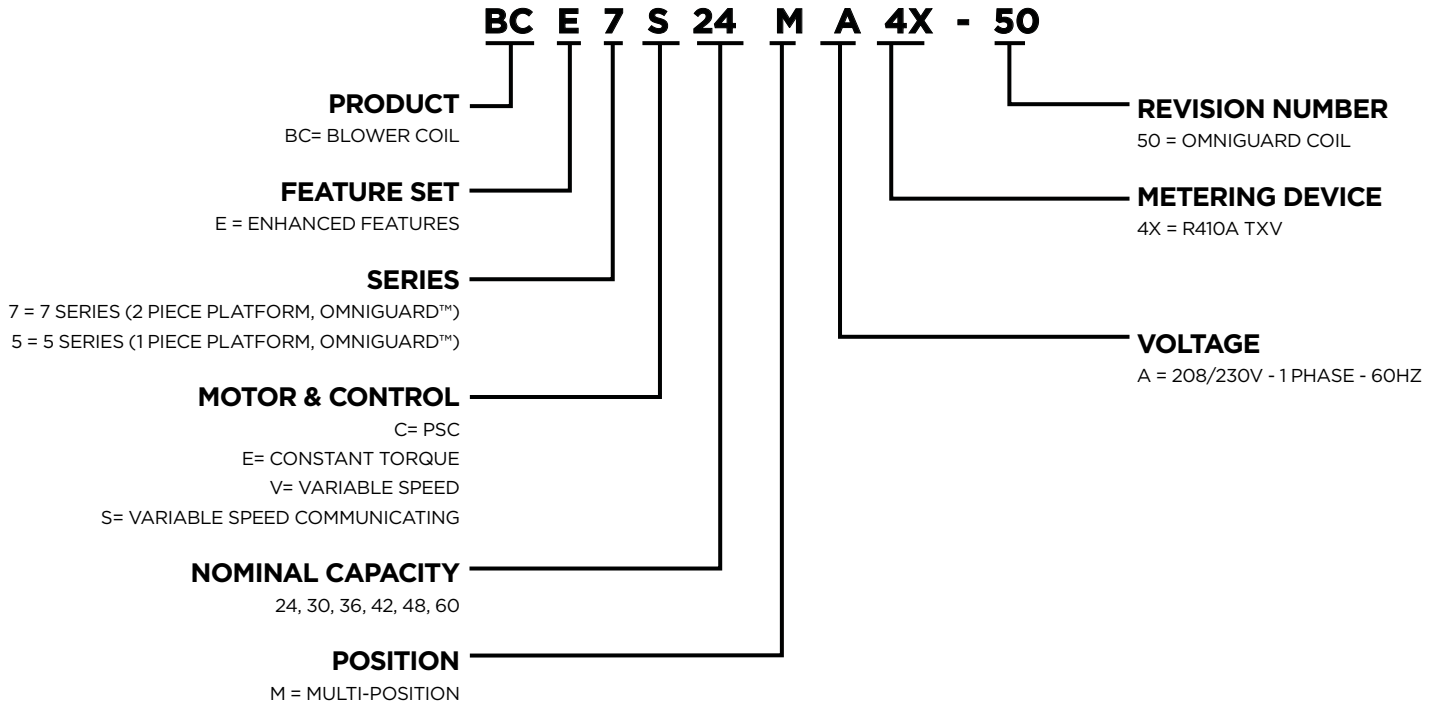 BC E 7 S 24 M A 4X - 50
PRODUCT
BC= BLOWER COIL
FEATURE SET
E = ENHANCED FEATURES
SERIES
7 = 7 SERIES (2 PIECE PLATFORM, OMNIGUARD™)
5 = 5 SERIES (1 PIECE PLATFORM, OMNIGUARD™)
MOTOR & CONTROL
C= PSC
E= CONSTANT TORQUE
V= VARIABLE SPEED
S= VARIABLE SPEED COMMUNICATING
NOMINAL CAPACITY
24, 30, 36, 42, 48, 60
POSITION
M = MULTI-POSITION
REVISION NUMBER
50 = OMNIGUARD COIL
METERING DEVICE
4X = R410A TXV
VOLTAGE
A = 208/230V - 1 PHASE - 60HZ